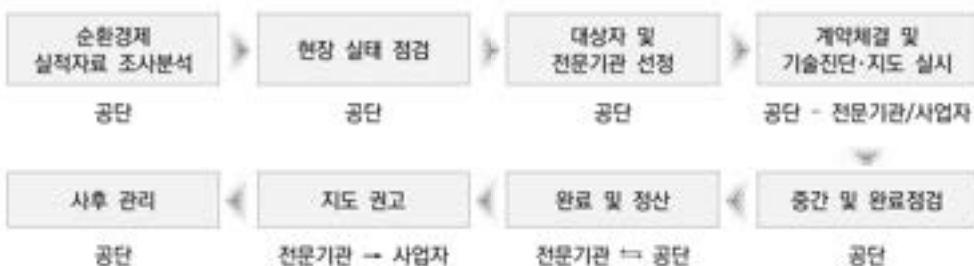 순환경제
실적자료 조사분석
현장 실태 점검
대상자 및
전문기관 선정
계약체결 및
기술진단·지도 실시
공단
공단
공단
공단 - 전문기관/사업자
사후 관리
지도 권고
완료 및 정산
중간 및 완료점검
공단
전문기관 → 사업자
전문기관 ⇆ 공단
공단